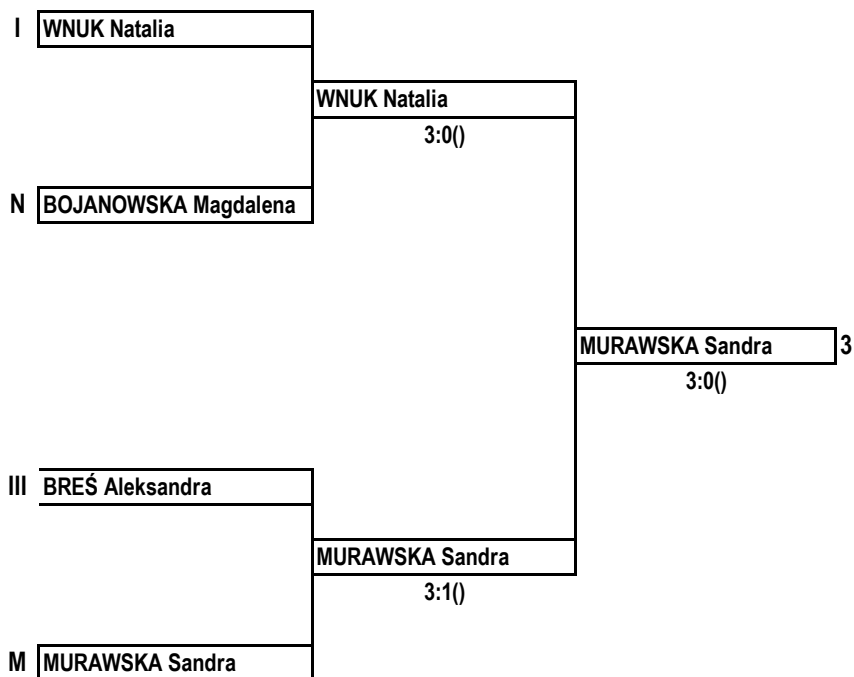 I WNUK Natalia
WNUK Natalia
3:0()
N BOJANOWSKA Magdalena
MURAWSKA Sandra 3
3:0()
III BREŚ Aleksandra
MURAWSKA Sandra
3:1()
M MURAWSKA Sandra